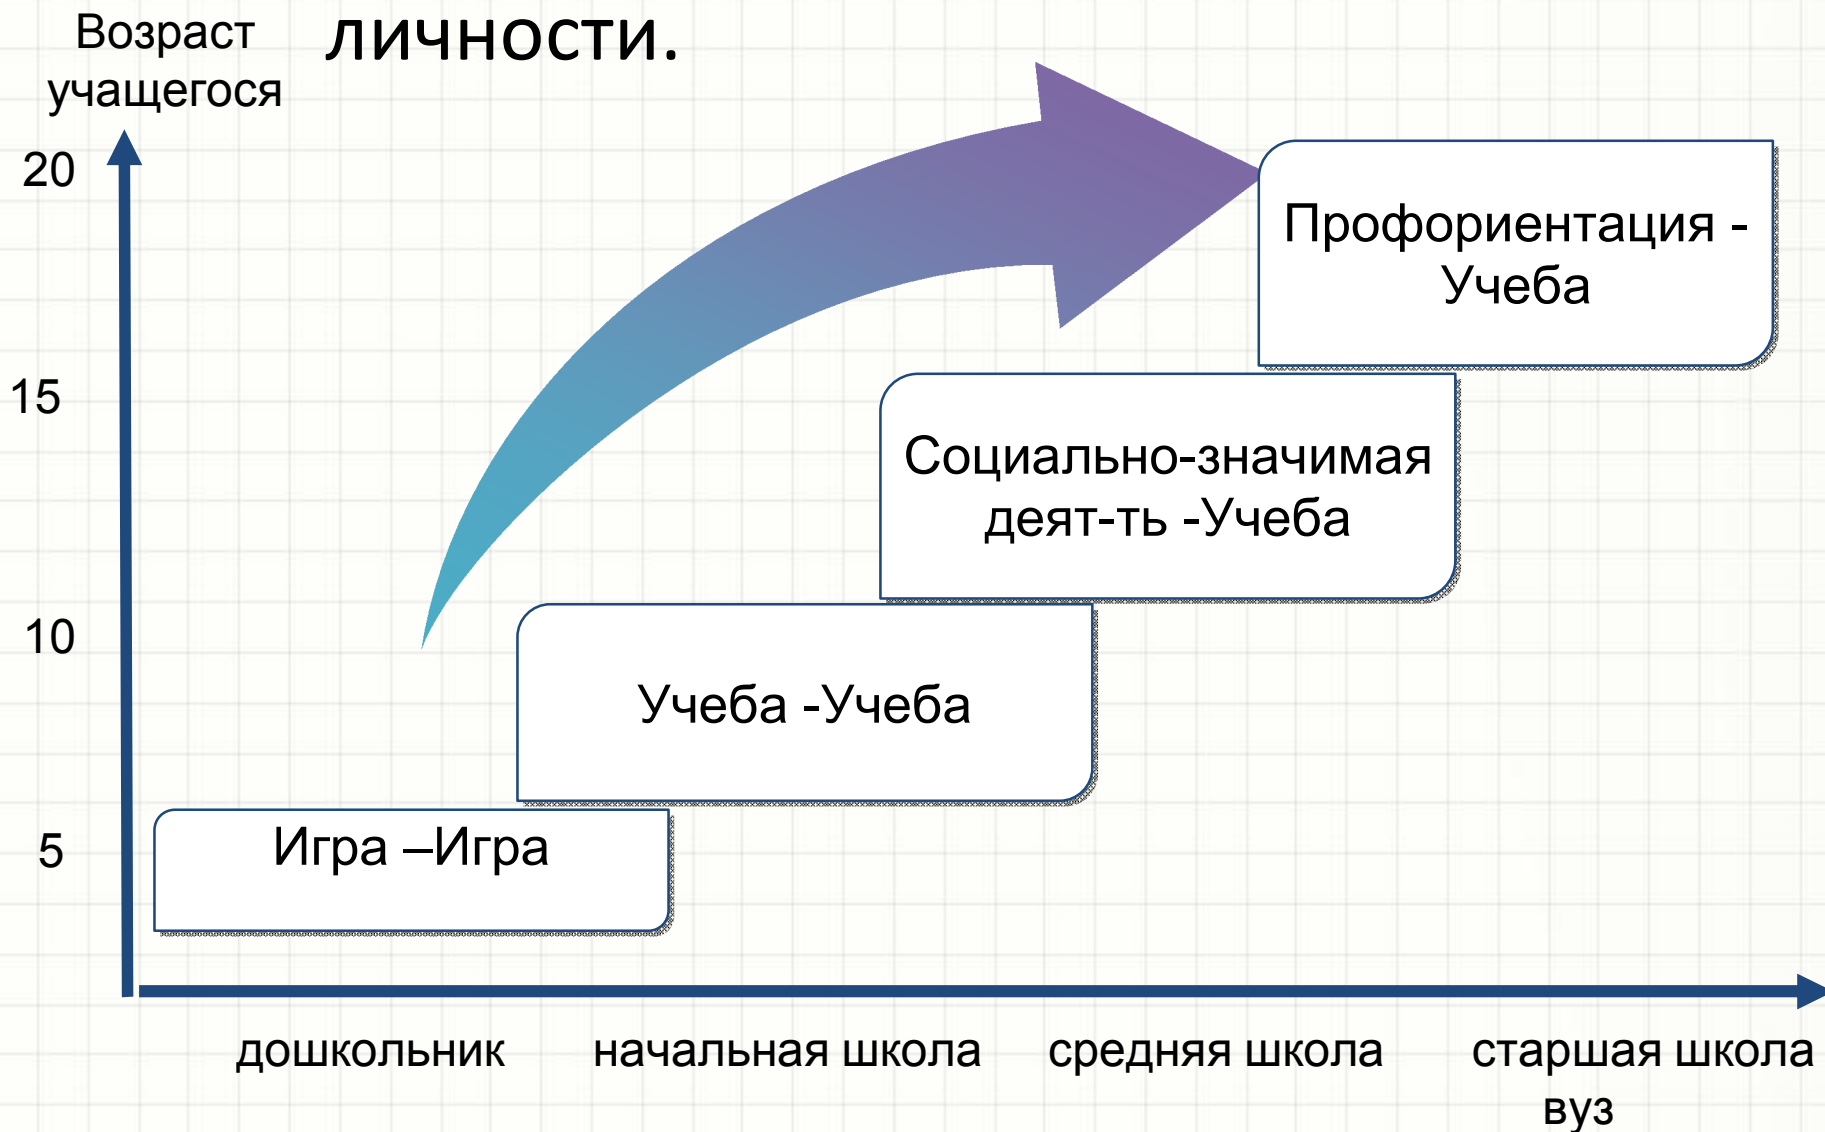 личности.
Возраст
учащегося
20
Профориентация -
Учеба
15
Социально-значимая
деят-ть -Учеба
10
Учеба -Учеба
5
Игра –Игра
дошкольник начальная школа средняя школа старшая школа
вуз